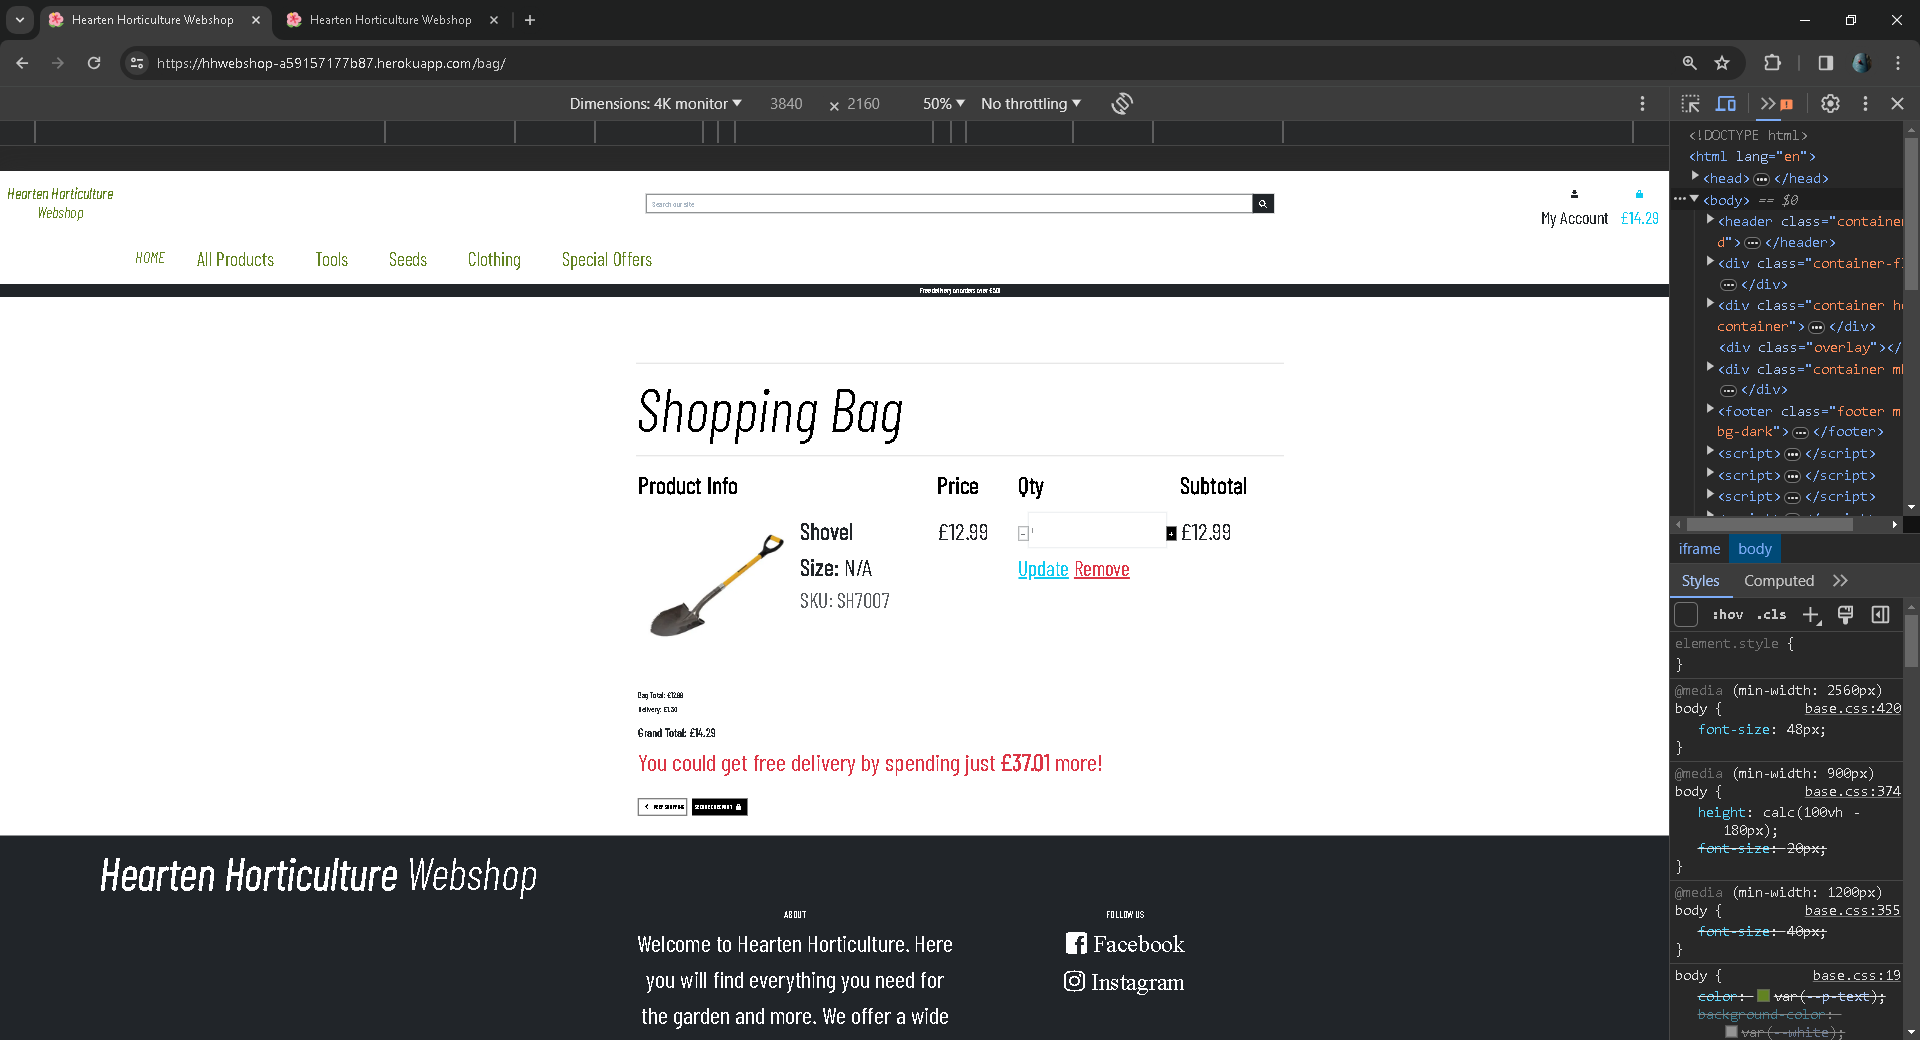 Hearten Horticulture Webshop
Hearten Horticulture Webshop
https://hhwebshop-a59157177b87.herokuapp.com/bag/
Dimensions: 4K monitor 3840 × 2160 50% No throttling
Hearten Horticulture
Webshop
Search our site
My Account £14.29
HOME All Products Tools Seeds Clothing Special Offers
Free delivery on orders over £50!
Shopping Bag
Product Info Price Qty Subtotal
Shovel £12.99 - 1 + £12.99
Size: N/A Update Remove
SKU: SH7007
Bag Total: £12.99
Delivery: £1.30
Grand Total: £14.29
You could get free delivery by spending just £37.01 more!
KEEP SHOPPING SECURE CHECKOUT
Hearten Horticulture Webshop
ABOUT FOLLOW US
Welcome to Hearten Horticulture. Here
you will find everything you need for
the garden and more. We offer a wide
Facebook
Instagram
<!DOCTYPE html>
<html lang="en">
<head> ••• </head>
••• <body> == $0
<header class="container
d"> ••• </header>
<div class="container-fl
••• </div>
<div class="container he
container"> ••• </div>
<div class="overlay"></
<div class="container mb
••• </div>
<footer class="footer m
bg-dark"> ••• </footer>
<script> ••• </script>
<script> ••• </script>
<script> ••• </script>
iframe body
Styles Computed
:hov .cls
element.style {
}
@media (min-width: 2560px)
body { base.css:420
font-size: 48px;
}
@media (min-width: 900px)
body { base.css:374
height: calc(100vh -
180px);
font-size: 20px;
}
@media (min-width: 1200px)
body { base.css:355
font-size: 40px;
}
body { base.css:19
color: var(--p-text);
background-color:
var(--white);